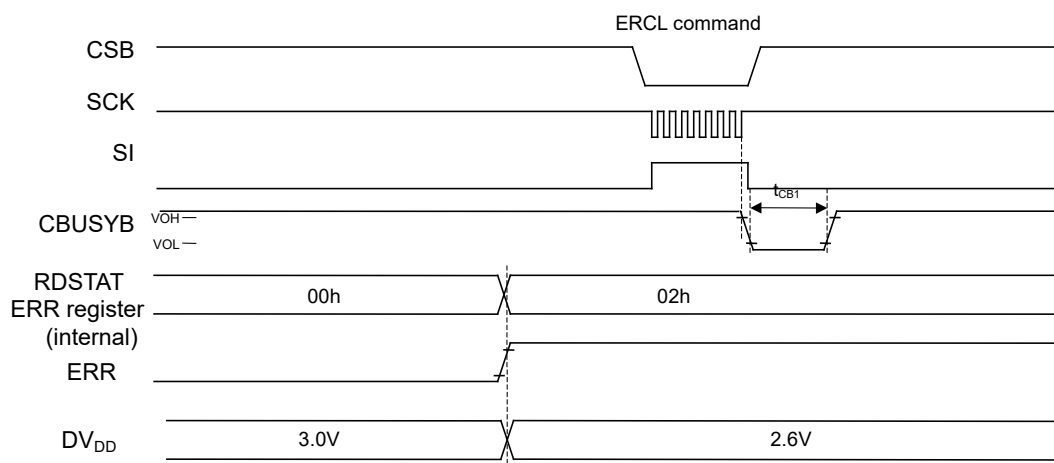 ERCL command
CSB
SCK
SI
tCB1
CBUSYB
VOH
VOL
RDSTAT
ERR register
(internal)
00h
02h
ERR
DVDD
3.0V
2.6V